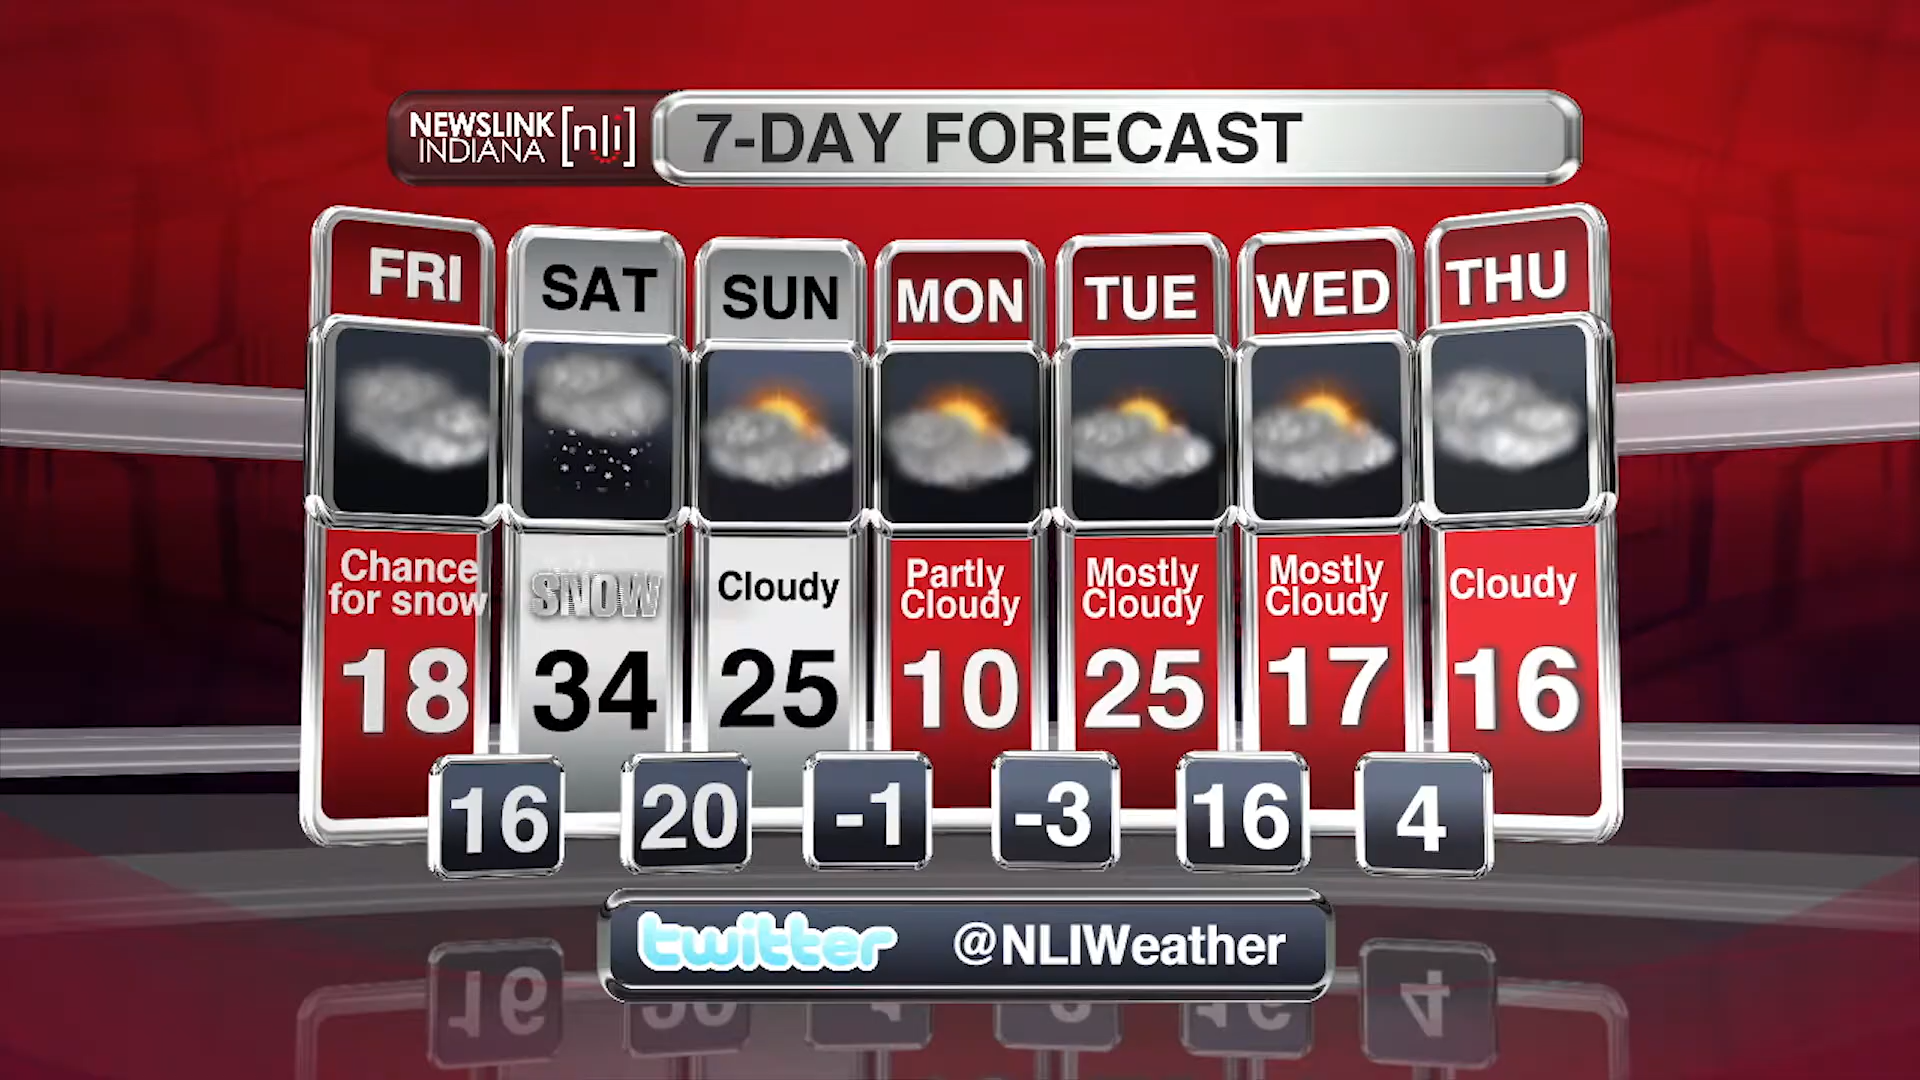 NEWSLINK
INDIANA
[nli]
7-DAY FORECAST
FRI
SAT
SUN
MON
TUE
WED
THU
Chance
for snow
SNOW
Cloudy
Partly
Cloudy
Mostly
Cloudy
Mostly
Cloudy
Cloudy
18
34
25
10
25
17
16
16
20
-1
-3
16
4
twitter
@NLIWeather